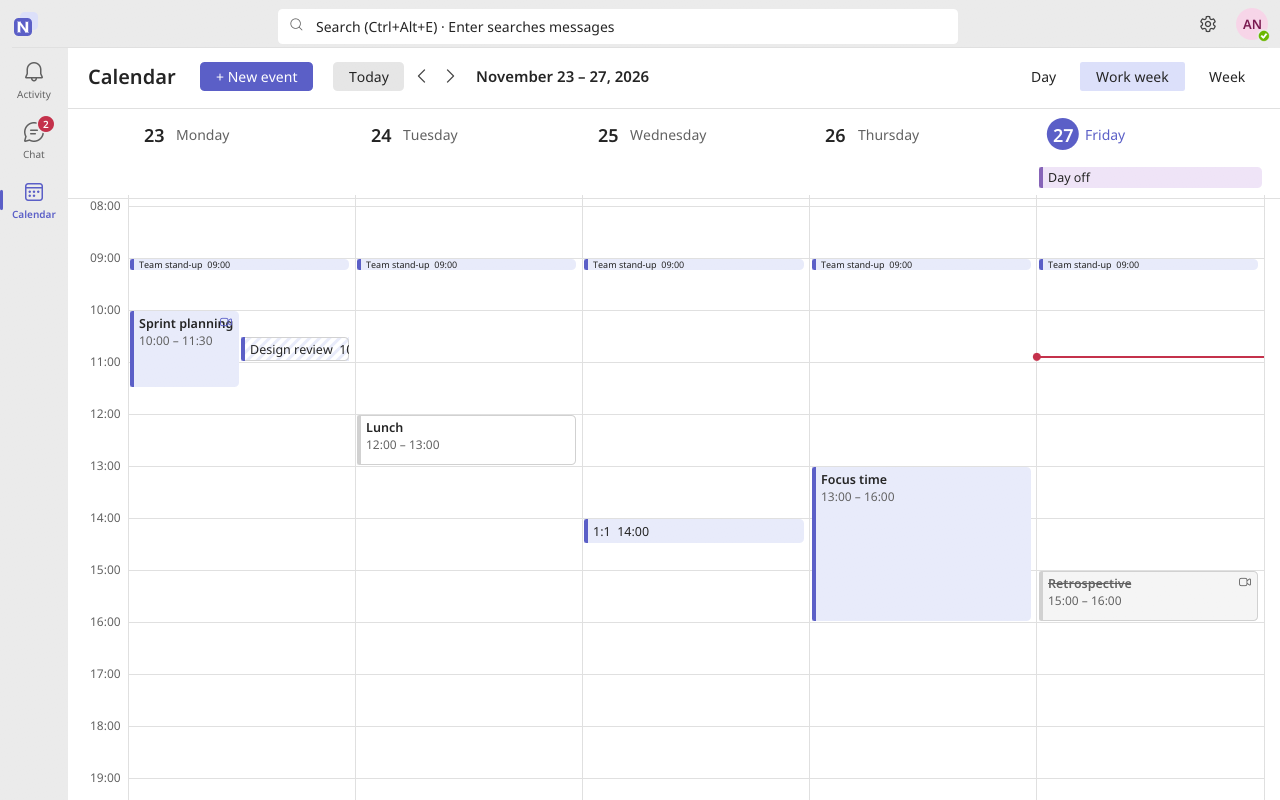 N
Search (Ctrl+Alt+E) · Enter searches messages
AN
Activity
2
Chat
Calendar
Calendar
+ New event
Today
November 23 – 27, 2026
Day
Work week
Week
23 Monday
24 Tuesday
25 Wednesday
26 Thursday
27 Friday
Day off
08:00
09:00
Team stand-up 09:00
Team stand-up 09:00
Team stand-up 09:00
Team stand-up 09:00
Team stand-up 09:00
10:00
Sprint planning
10:00 – 11:30
Design review 10
11:00
12:00
Lunch
12:00 – 13:00
13:00
Focus time
13:00 – 16:00
14:00
1:1 14:00
15:00
Retrospective
15:00 – 16:00
16:00
17:00
18:00
19:00